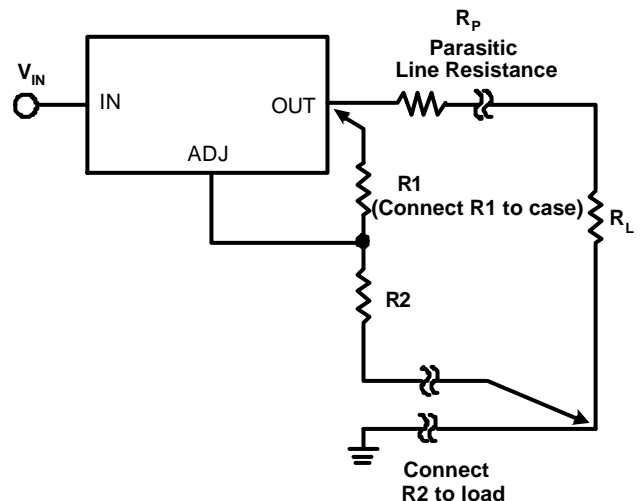 R_P
Parasitic
Line Resistance
V_IN
IN
OUT
ADJ
R1
(Connect R1 to case)
R_L
R2
Connect
R2 to load